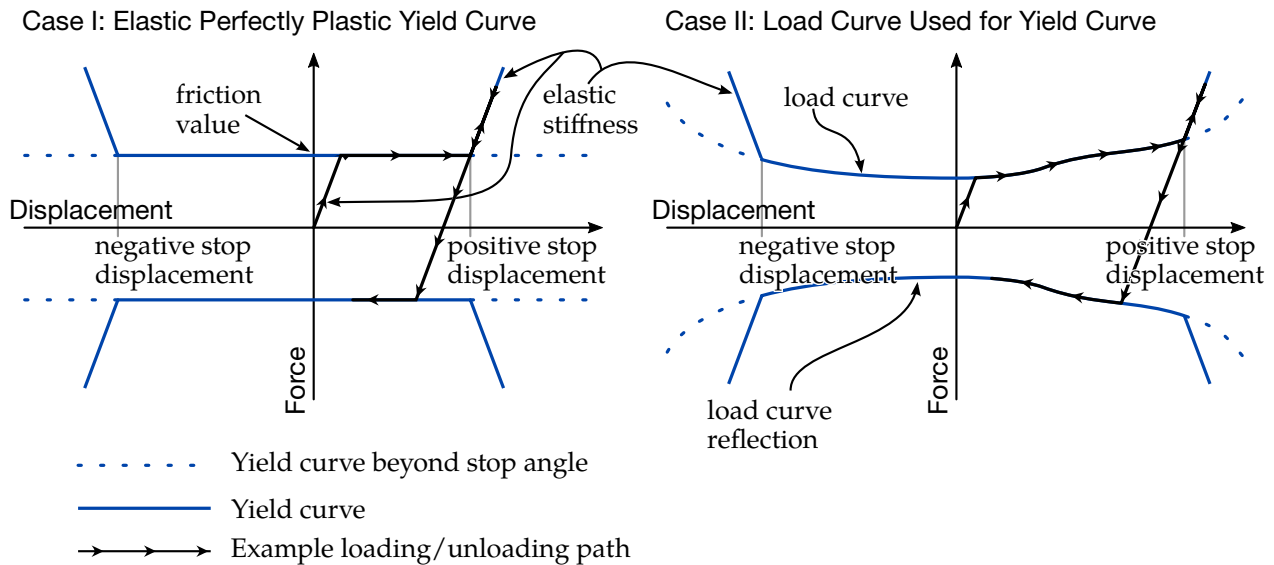 Case I: Elastic Perfectly Plastic Yield Curve
friction
value
elastic
stiffness
Displacement
negative stop
displacement
positive stop
displacement
Force
Case II: Load Curve Used for Yield Curve
load curve
Displacement
negative stop
displacement
positive stop
displacement
Force
load curve
reflection
Yield curve beyond stop angle
Yield curve
Example loading/unloading path